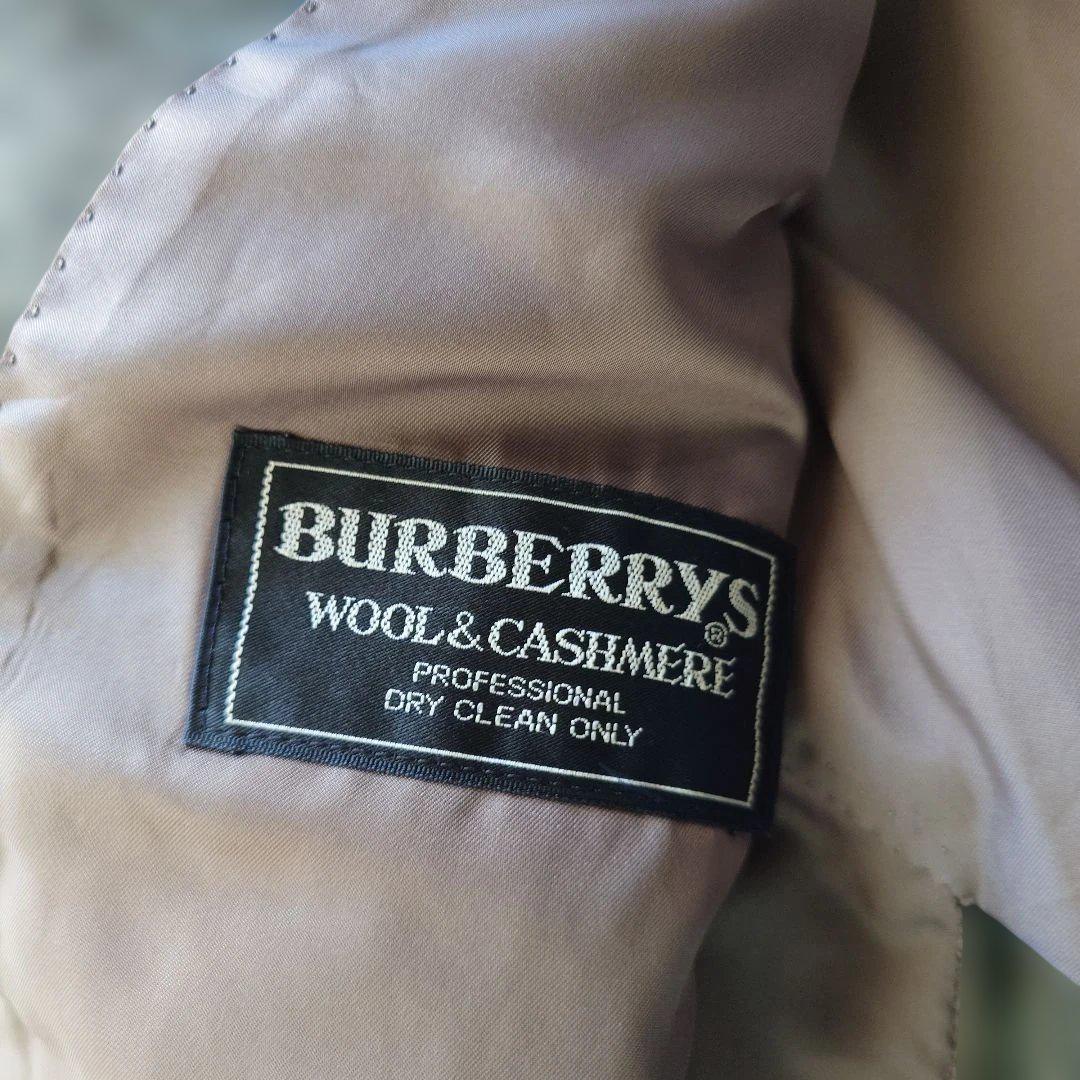 BURBERRYS®
WOOL&CASHMERE
PROFESSIONAL
DRY CLEAN ONLY